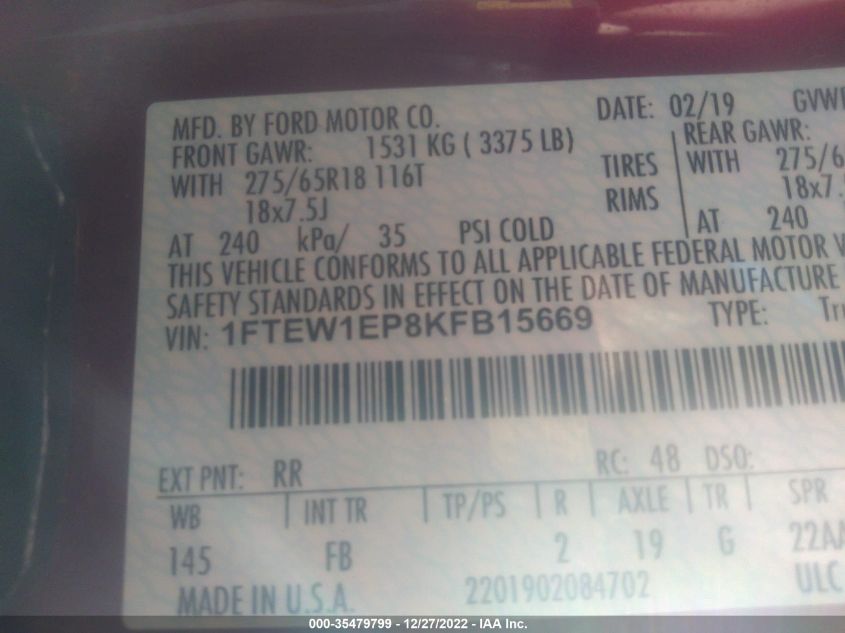 MFD. BY FORD MOTOR CO. DATE: 02/19
FRONT GAWR: 1531 KG ( 3375 LB) REAR GAWR:
WITH 275/65R18 116T TIRES WITH
18x7.5J RIMS
AT 240 kPa/ 35 PSI COLD AT 240
THIS VEHICLE CONFORMS TO ALL APPLICABLE FEDERAL MOTOR
SAFETY STANDARDS IN EFFECT ON THE DATE OF MANUFACTURE
VIN: 1FTEW1EP8KFB15669 TYPE:
EXT PNT: RR RC: 48 DSO:
WB INT TR TP/PS R AXLE TR SPR
145 FB 2 19 G
MADE IN U.S.A. 2201902084702 ULC
000-35479799 - 12/27/2022 - IAA Inc.